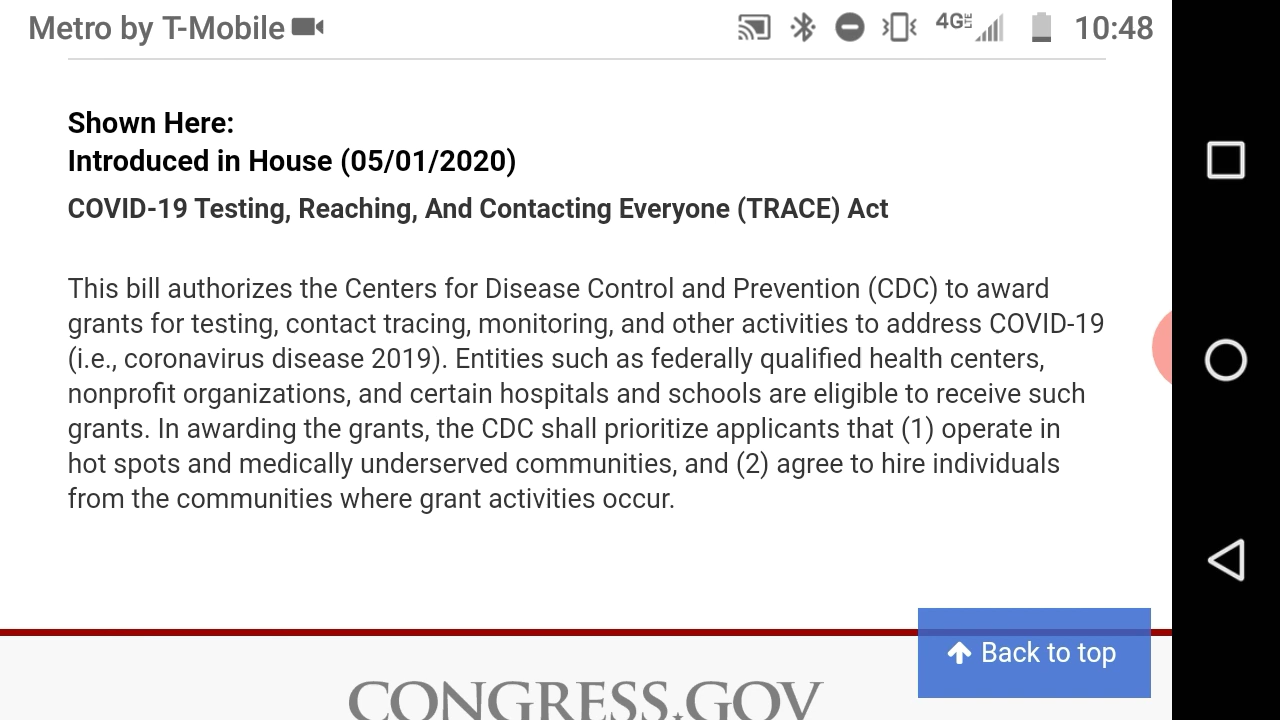 Metro by T-Mobile 4G LTE 10:48
Shown Here:
Introduced in House (05/01/2020)
COVID-19 Testing, Reaching, And Contacting Everyone (TRACE) Act
This bill authorizes the Centers for Disease Control and Prevention (CDC) to award
grants for testing, contact tracing, monitoring, and other activities to address COVID-19
(i.e., coronavirus disease 2019). Entities such as federally qualified health centers,
nonprofit organizations, and certain hospitals and schools are eligible to receive such
grants. In awarding the grants, the CDC shall prioritize applicants that (1) operate in
hot spots and medically underserved communities, and (2) agree to hire individuals
from the communities where grant activities occur.
Back to top
CONGRESS.GOV